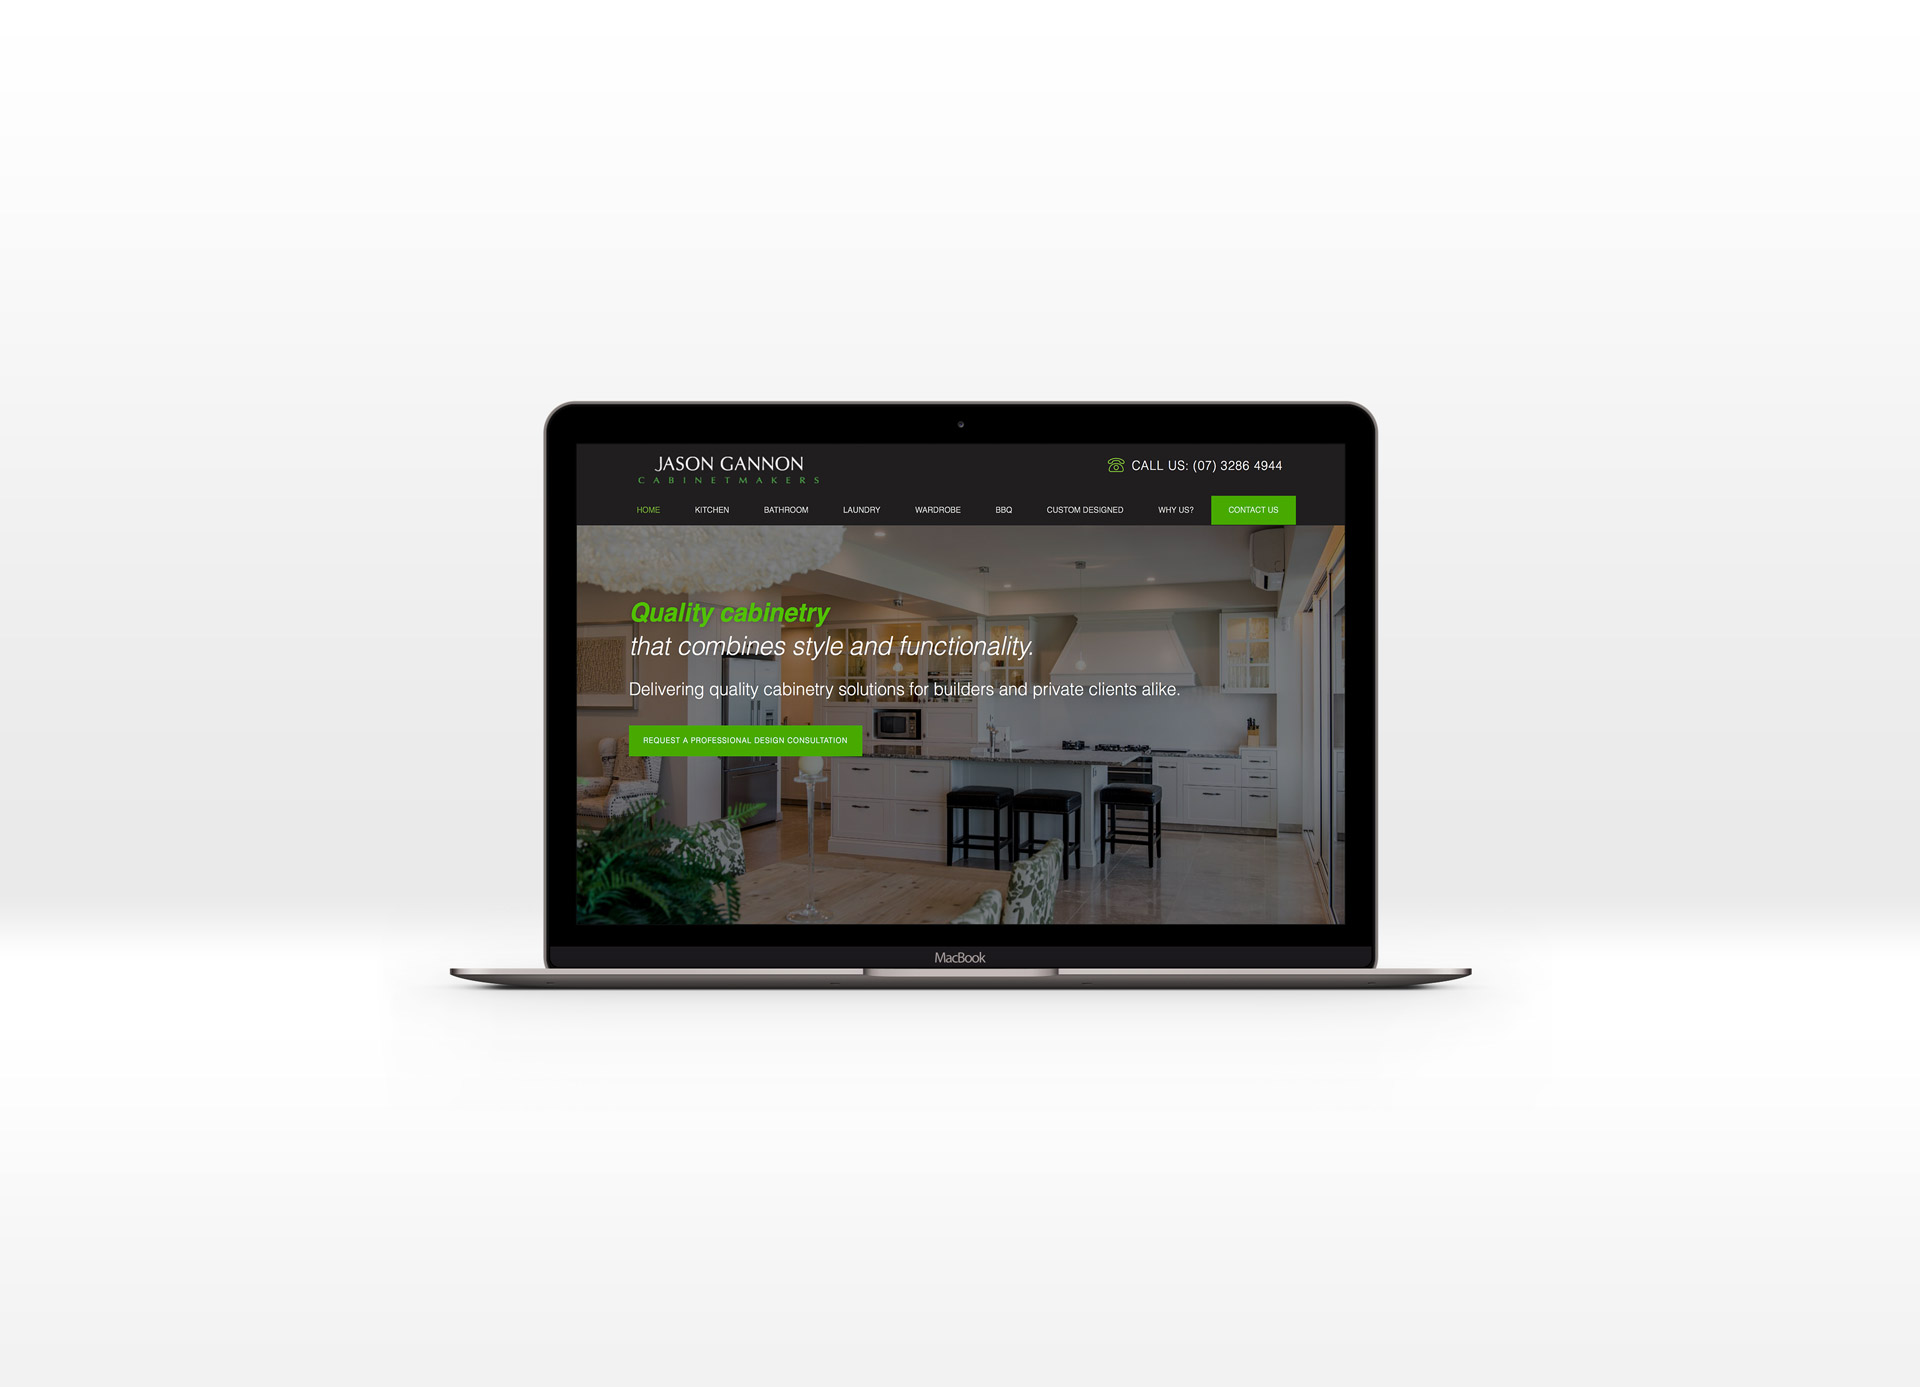 JASON GANNON
CABINETMAKERS
CALL US: (07) 3286 4944
HOME KITCHEN BATHROOM LAUNDRY WARDROBE BBQ CUSTOM DESIGNED WHY US? CONTACT US
Quality cabinetry
that combines style and functionality.
Delivering quality cabinetry solutions for builders and private clients alike.
REQUEST A PROFESSIONAL DESIGN CONSULTATION
MacBook